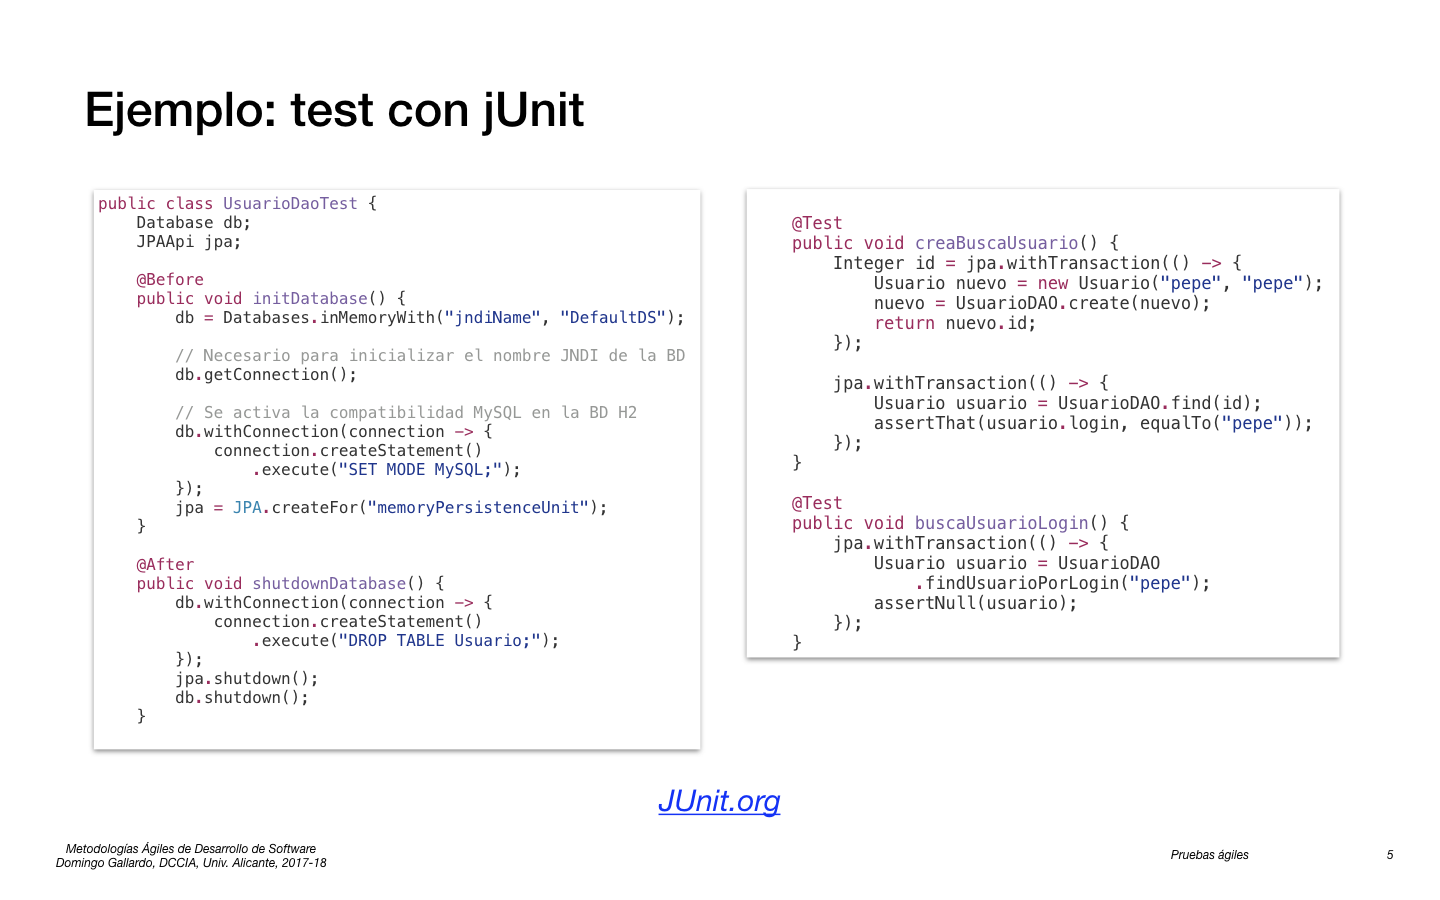 Ejemplo: test con jUnit
public class UsuarioDaoTest {
    Database db;
    JPAApi jpa;
    @Before
    public void initDatabase() {
        db = Databases.inMemoryWith("jndiName", "DefaultDS");
        // Necesario para inicializar el nombre JNDI de la BD
        db.getConnection();
        // Se activa la compatibilidad MySQL en la BD H2
        db.withConnection(connection -> {
            connection.createStatement()
                .execute("SET MODE MySQL;");
        });
        jpa = JPA.createFor("memoryPersistenceUnit");
    }
    @After
    public void shutdownDatabase() {
        db.withConnection(connection -> {
            connection.createStatement()
                .execute("DROP TABLE Usuario;");
        });
        jpa.shutdown();
        db.shutdown();
    }
    @Test
    public void creaBuscaUsuario() {
        Integer id = jpa.withTransaction(() -> {
            Usuario nuevo = new Usuario("pepe", "pepe");
            nuevo = UsuarioDAO.create(nuevo);
            return nuevo.id;
        });
        jpa.withTransaction(() -> {
            Usuario usuario = UsuarioDAO.find(id);
            assertThat(usuario.login, equalTo("pepe"));
        });
    }
    @Test
    public void buscaUsuarioLogin() {
        jpa.withTransaction(() -> {
            Usuario usuario = UsuarioDAO
                .findUsuarioPorLogin("pepe");
            assertNull(usuario);
        });
    }
JUnit.org
Metodologías Ágiles de Desarrollo de Software
Domingo Gallardo, DCCIA, Univ. Alicante, 2017-18
Pruebas ágiles
5